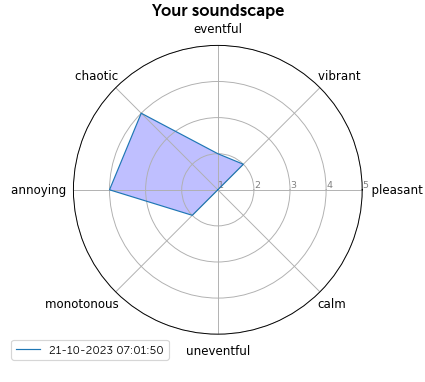 Your soundscape
eventful
chaotic
vibrant
annoying
1
2
3
4
5
pleasant
monotonous
calm
21-10-2023 07:01:50
uneventful